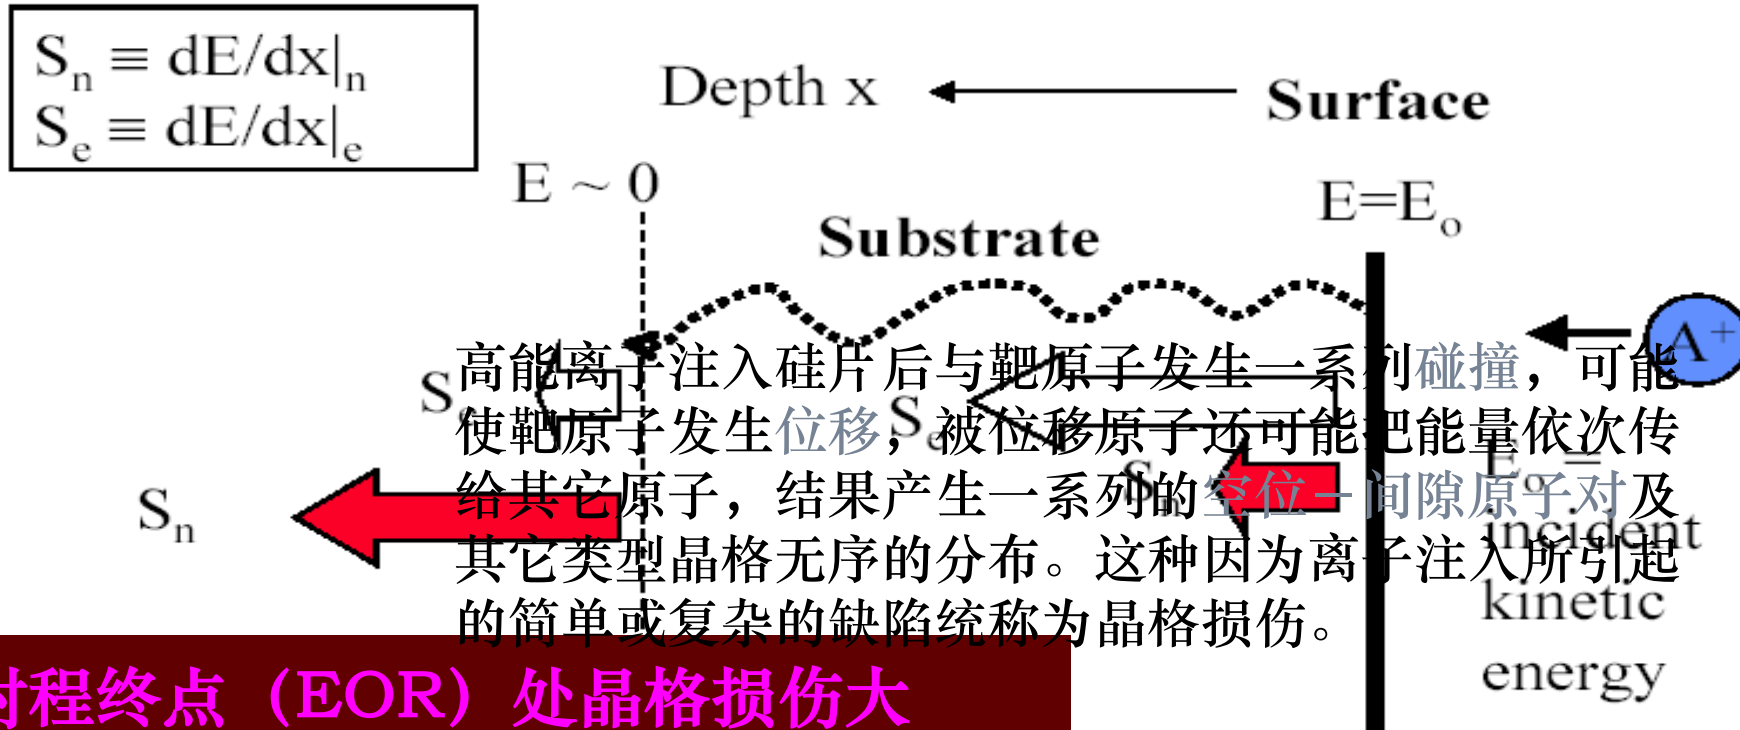 Sn ≡ dE/dx|n
Se ≡ dE/dx|e
Depth x
Surface
E ~ 0
E=Eo
Substrate
A+
高能离子注入硅片后与靶原子发生一系列碰撞，可能
使靶原子发生位移，被位移原子还可能把能量依次传
给其它原子，结果产生一系列的空位－间隙原子对及
其它类型晶格无序的分布。这种因为离子注入所引起
的简单或复杂的缺陷统称为晶格损伤。
Se
Se
Sn
Sn
Eo =
incident
kinetic
energy
程终点（EOR）处晶格损伤大